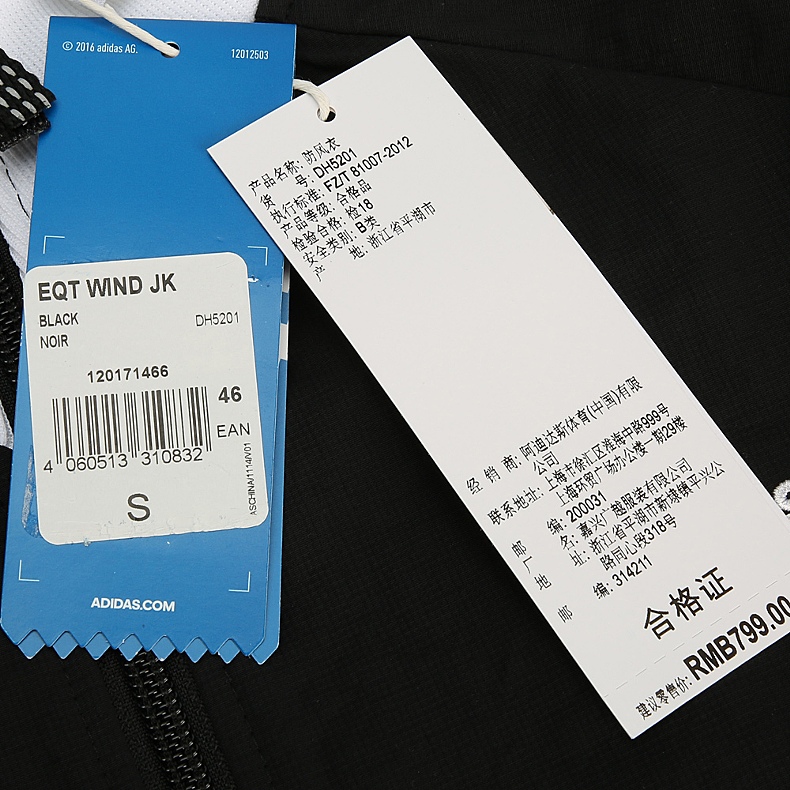 © 2016 adidas AG.
12012503
EQT WIND JK
BLACK
DH5201
NOIR
120171466
46
EAN
4 060513 310832
ASCHINA/1114/V01
S
ADIDAS.COM
产品名称: 防风衣
货 号: DH5201
执行标准: FZ/T 81007-2012
产品等级: 合格品
检验合格: 检18
安全类别: B类
产 地: 浙江省平湖市
经 销 商: 阿迪达斯体育(中国)有限
公司
联系地址: 上海市徐汇区淮海中路999号
上海环贸广场办公楼一期29楼
邮 编: 200031
厂 名: 嘉兴广越服装有限公司
地 址: 浙江省平湖市新埭镇平兴公
路同心段318号
邮 编: 314211
合格证
建议零售价: RMB799.00